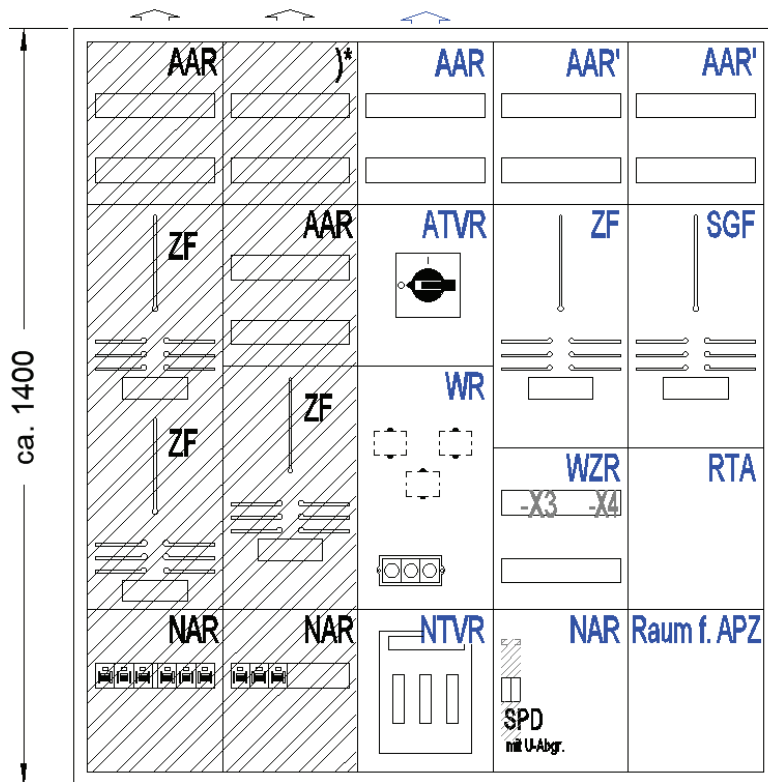 AAR )* AAR AAR' AAR'
ZF AAR ATVR ZF SGF
I
ca. 1400
ZF ZF WR WZR RTA
-X3 -X4
NAR NAR NTVR NAR Raum f. APZ
SPD
mit U-Abgr.